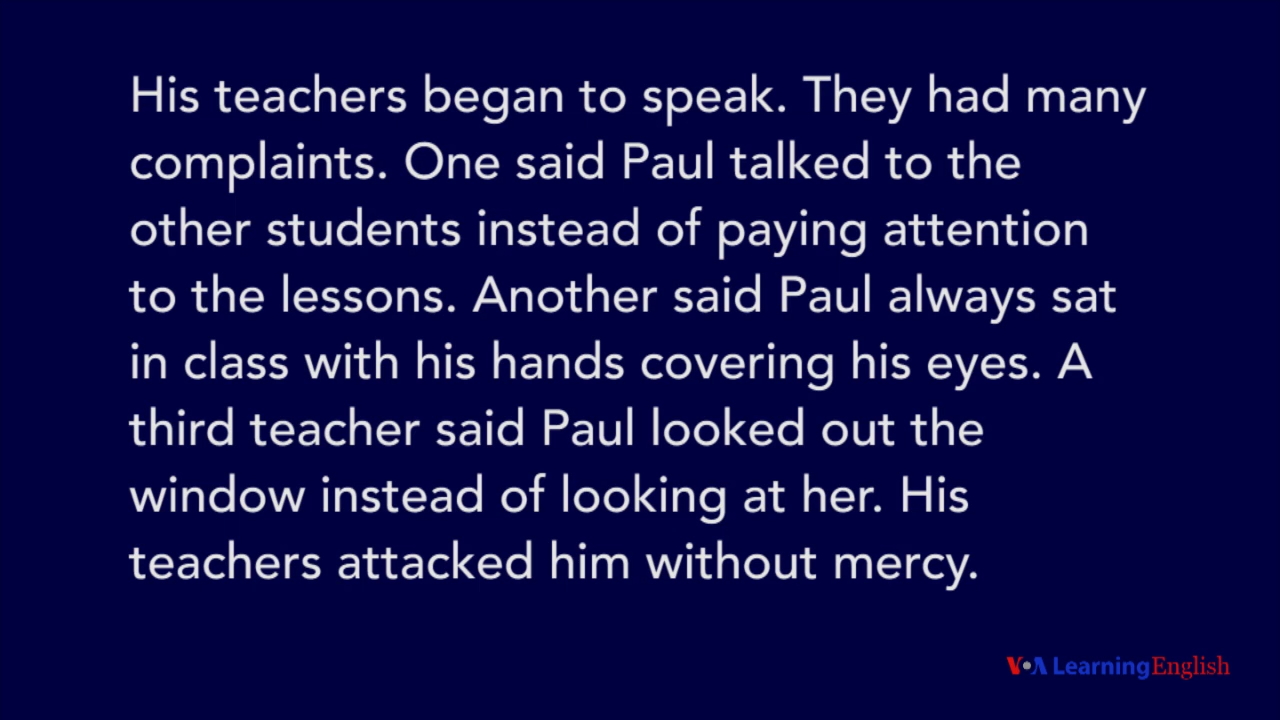 His teachers began to speak. They had many
complaints. One said Paul talked to the
other students instead of paying attention
to the lessons. Another said Paul always sat
in class with his hands covering his eyes. A
third teacher said Paul looked out the
window instead of looking at her. His
teachers attacked him without mercy.
VOA Learning English